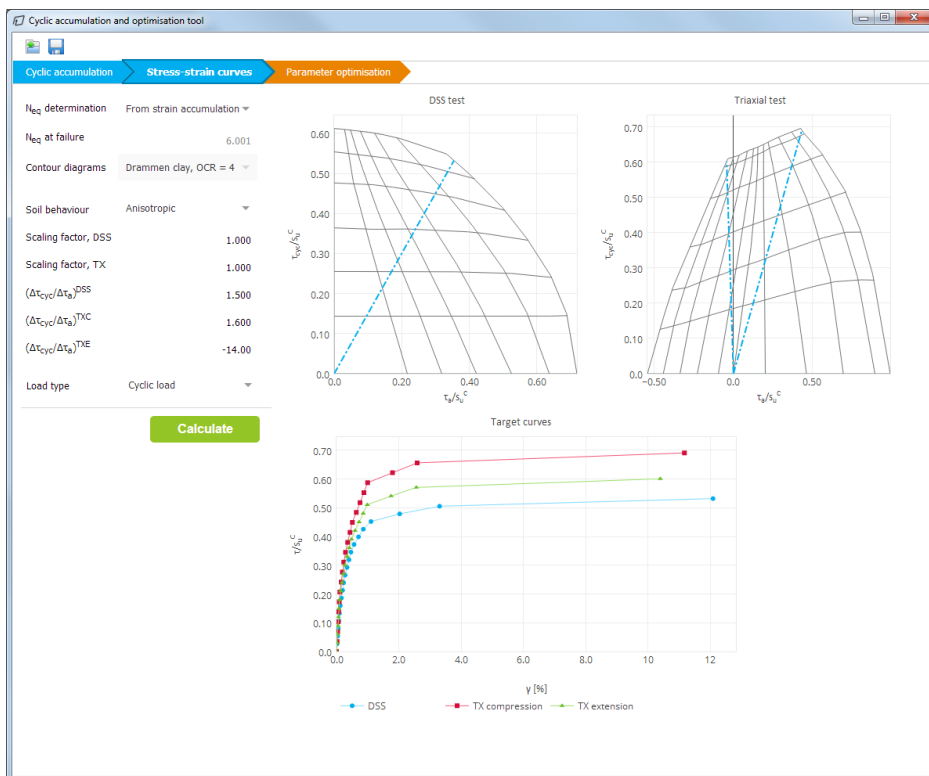 Cyclic accumulation and optimisation tool
Cyclic accumulation
Stress-strain curves
Parameter optimisation
Neq determination From strain accumulation
Neq at failure 6.001
Contour diagrams Drammen clay, OCR = 4
Soil behaviour Anisotropic
Scaling factor, DSS 1.000
Scaling factor, TX 1.000
(Δτcyc/Δτa)DSS 1.500
(Δτcyc/Δτa)TXC 1.600
(Δτcyc/Δτa)TXE -14.00
Load type Cyclic load
Calculate
DSS test
0.60
0.50
0.40
0.30
0.20
0.10
0.0
τcyc/suC
0.0 0.20 0.40 0.60
τa/suC
Triaxial test
0.70
0.60
0.50
0.40
0.30
0.20
0.10
0.0
τcyc/suC
−0.50 0.0 0.50
τa/suC
Target curves
0.70
0.60
0.50
0.40
0.30
0.20
0.10
0.0
τ/suC
0.0 2.0 4.0 6.0 8.0 10 12
γ [%]
DSS TX compression TX extension